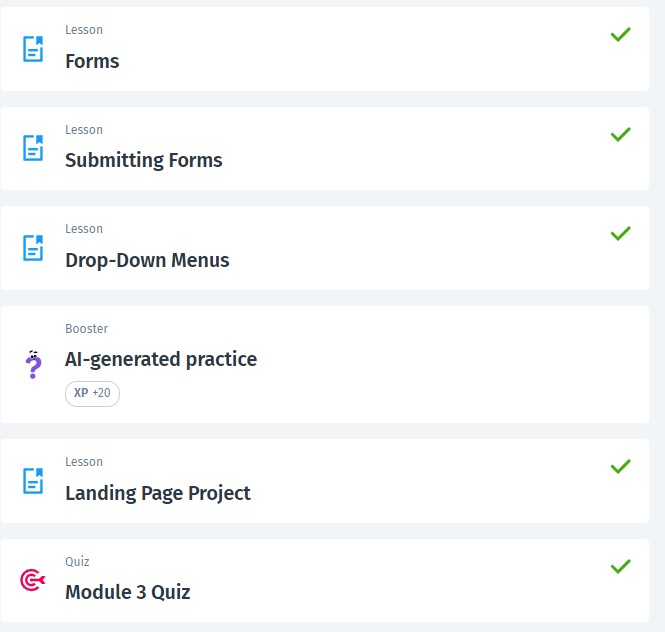 Lesson
Forms
Lesson
Submitting Forms
Lesson
Drop-Down Menus
Booster
AI-generated practice
XP +20
Lesson
Landing Page Project
Quiz
Module 3 Quiz